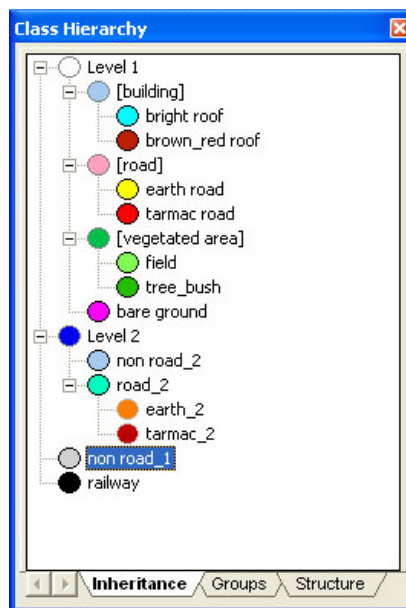 Class Hierarchy
Level 1
[building]
bright roof
brown_red roof
[road]
earth road
tarmac road
[vegetated area]
field
tree_bush
bare ground
Level 2
non road_2
road_2
earth_2
tarmac_2
non road_1
railway
Inheritance Groups Structure